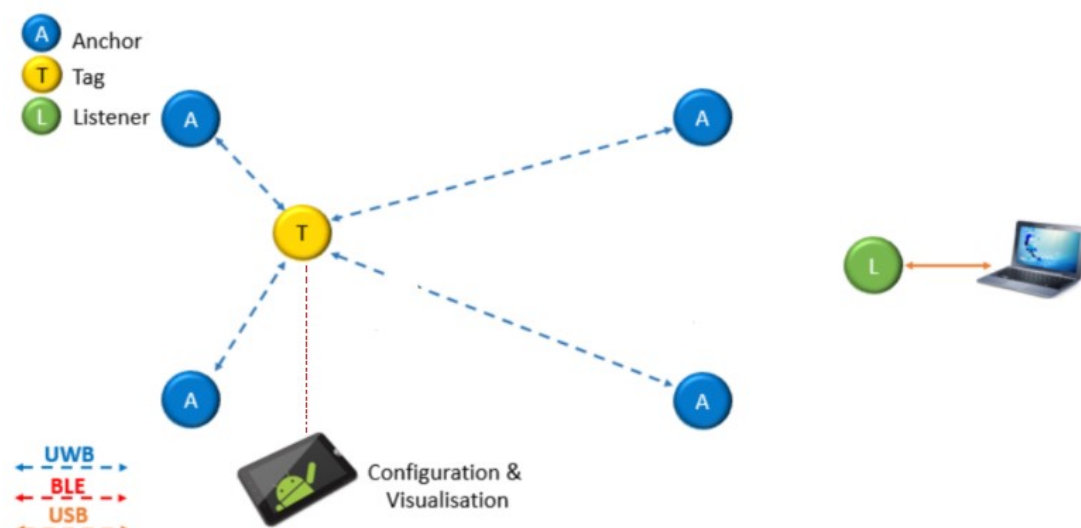 A Anchor
T Tag
L Listener
A
A
T
L
A
A
Configuration &
Visualisation
UWB
BLE
USB